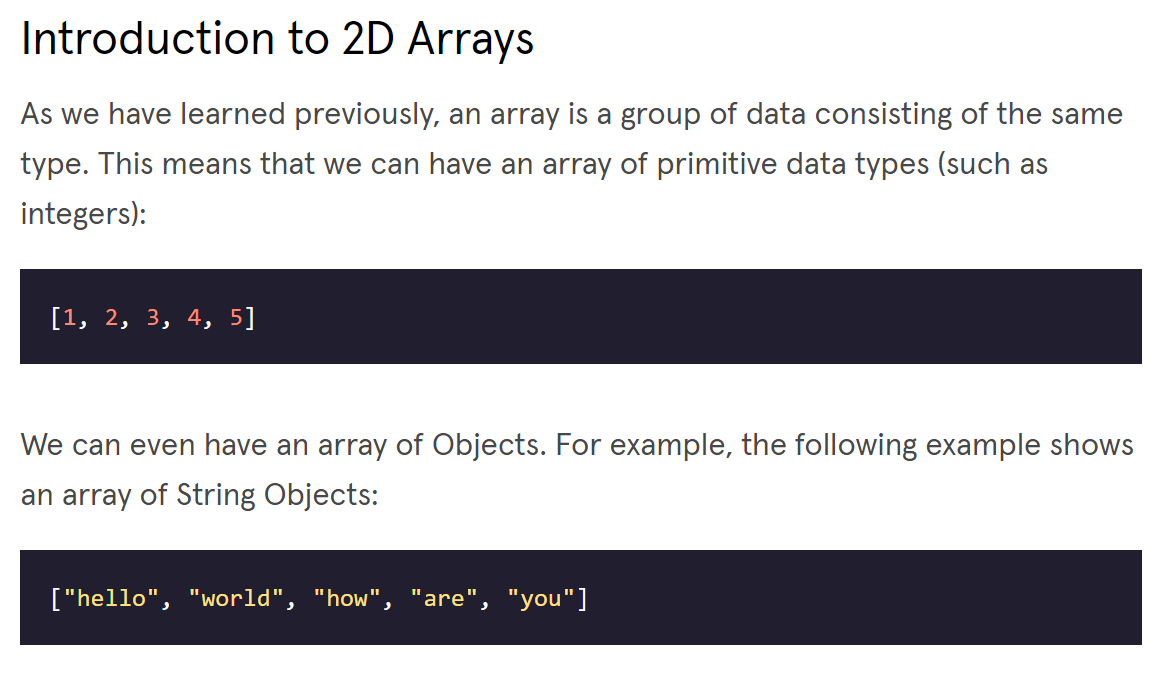 Introduction to 2D Arrays
As we have learned previously, an array is a group of data consisting of the same
type. This means that we can have an array of primitive data types (such as
integers):
[1, 2, 3, 4, 5]
We can even have an array of Objects. For example, the following example shows
an array of String Objects:
["hello", "world", "how", "are", "you"]